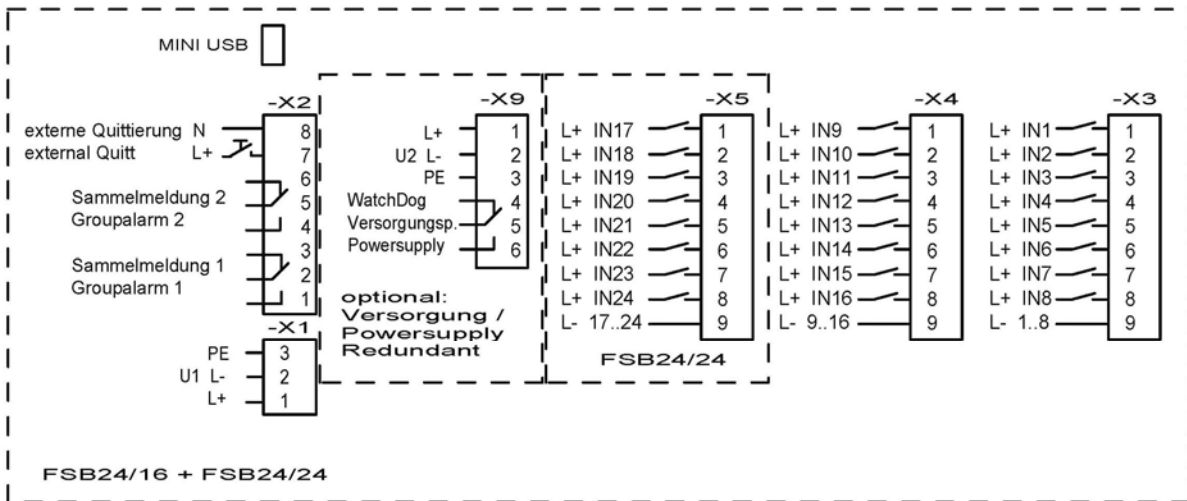 MINI USB
-X2
externe Quittierung N 8
external Quitt L+ 7
6
Sammelmeldung 2 5
Groupalarm 2 4
3
Sammelmeldung 1 2
Groupalarm 1 1
-X1
PE 3
U1 L- 2
L+ 1
-X9
L+ 1
U2 L- 2
PE 3
WatchDog 4
Versorgungsp. 5
Powersupply 6
optional:
Versorgung /
Powersupply
Redundant
-X5
L+ IN17 1
L+ IN18 2
L+ IN19 3
L+ IN20 4
L+ IN21 5
L+ IN22 6
L+ IN23 7
L+ IN24 8
L- 17..24 9
FSB24/24
-X4
L+ IN9 1
L+ IN10 2
L+ IN11 3
L+ IN12 4
L+ IN13 5
L+ IN14 6
L+ IN15 7
L+ IN16 8
L- 9..16 9
-X3
L+ IN1 1
L+ IN2 2
L+ IN3 3
L+ IN4 4
L+ IN5 5
L+ IN6 6
L+ IN7 7
L+ IN8 8
L- 1..8 9
FSB24/16 + FSB24/24